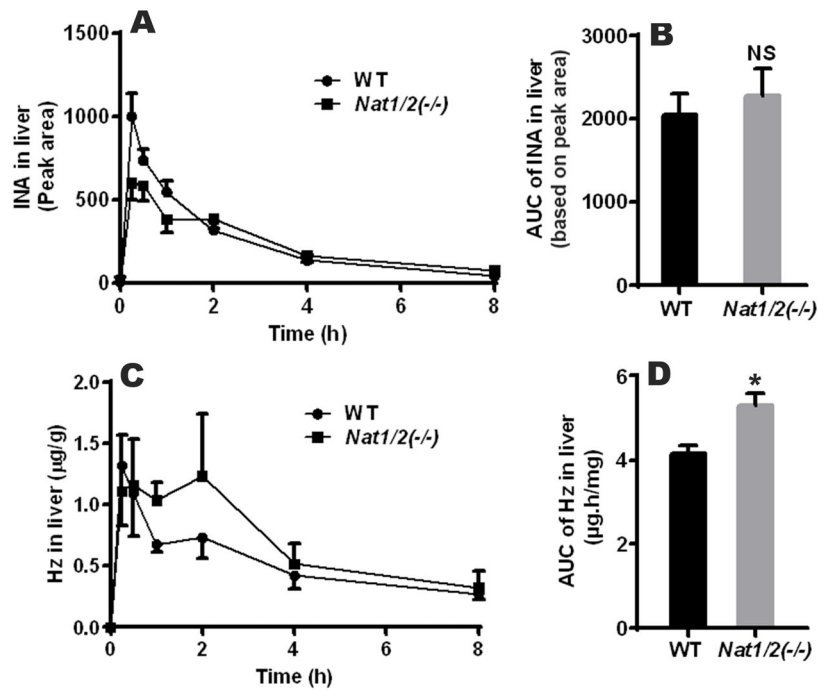 A
INA in liver
(Peak area)
1500
1000
500
0
WT
Nat1/2(-/-)
0 2 4 6 8
Time (h)
B
AUC of INA in liver
(based on peak area)
3000
2000
1000
0
NS
WT Nat1/2(-/-)
C
Hz in liver (µg/g)
2.0
1.5
1.0
0.5
0.0
WT
Nat1/2(-/-)
0 2 4 6 8
Time (h)
D
AUC of Hz in liver
(µg.h/mg)
6
4
2
0
*
WT Nat1/2(-/-)